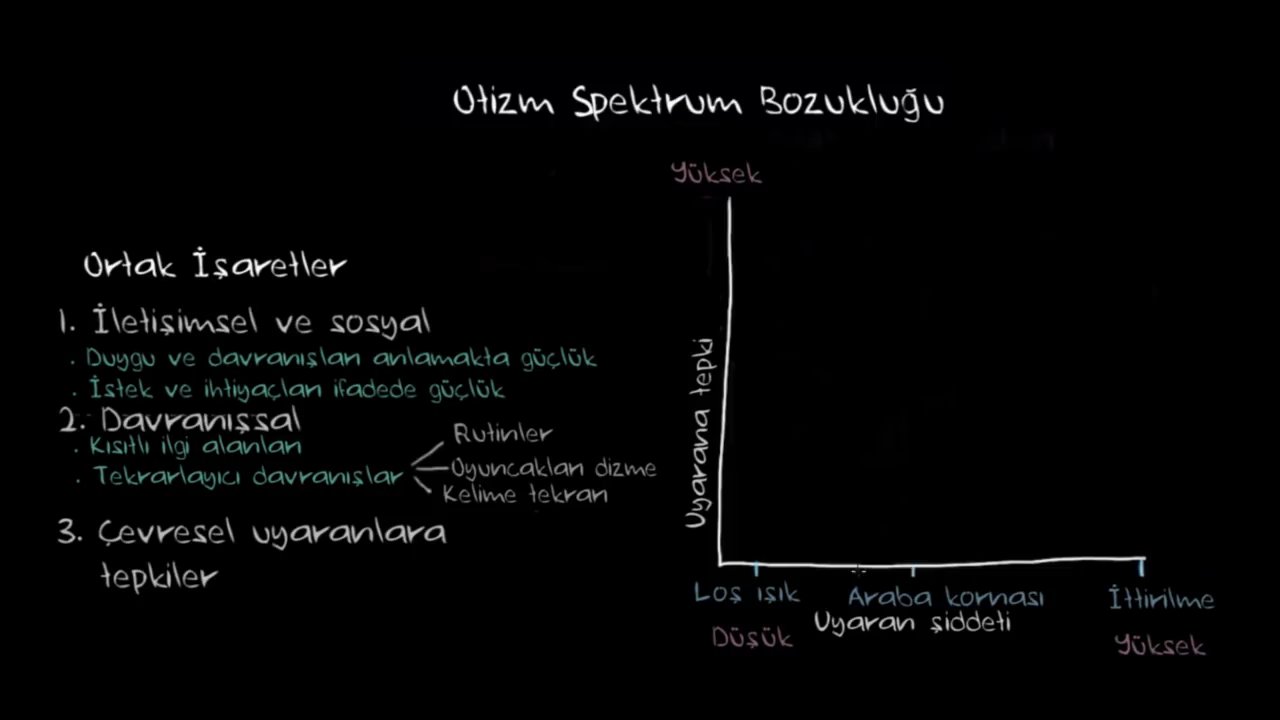 Otizm Spektrum Bozukluğu
Ortak İşaretler
1. İletişimsel ve sosyal
. Duygu ve davranışları anlamakta güçlük
. İstek ve ihtiyaçları ifadede güçlük
2. Davranışsal
. Kısıtlı ilgi alanları
. Tekrarlayıcı davranışlar
Rutinler
Oyuncakları dizme
Kelime tekrarı
3. Çevresel uyaranlara
tepkiler
Yüksek
Uyarana tepki
Loş ışık
Araba kornası
İttirilme
Uyaran şiddeti
Düşük
Yüksek